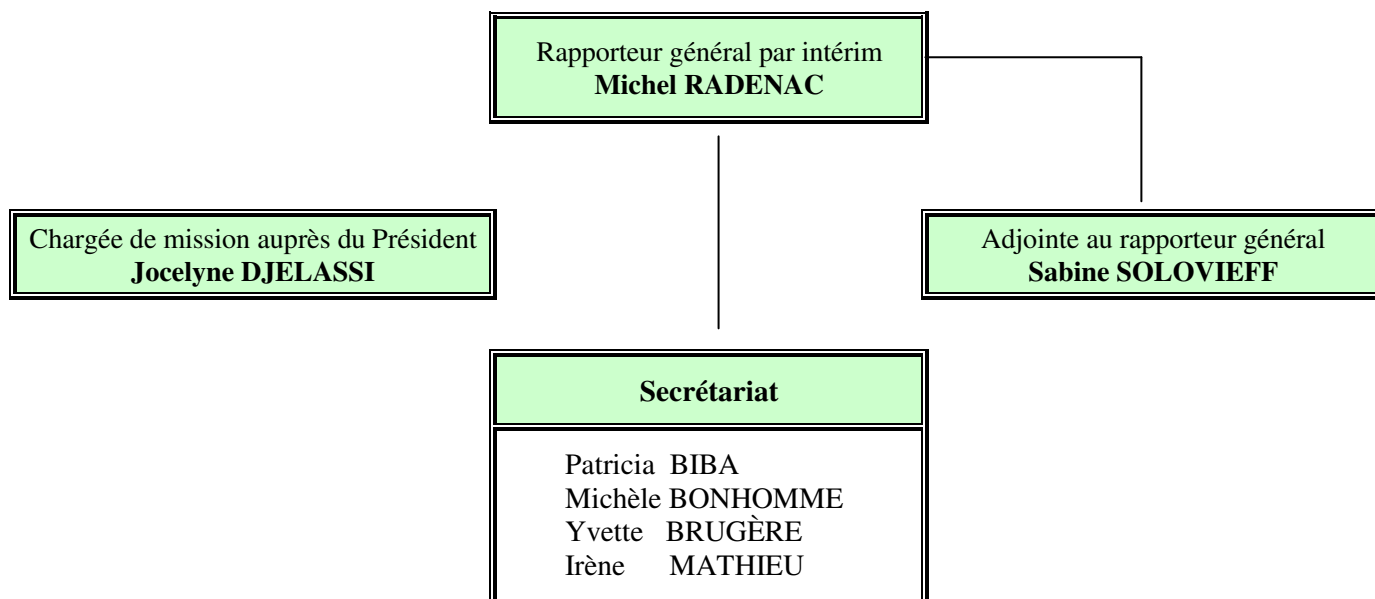 Rapporteur général par intérim
Michel RADENAC
Chargée de mission auprès du Président
Jocelyne DJELASSI
Adjointe au rapporteur général
Sabine SOLOVIEFF
Secrétariat
Patricia BIBA
Michèle BONHOMME
Yvette BRUGÈRE
Irène MATHIEU